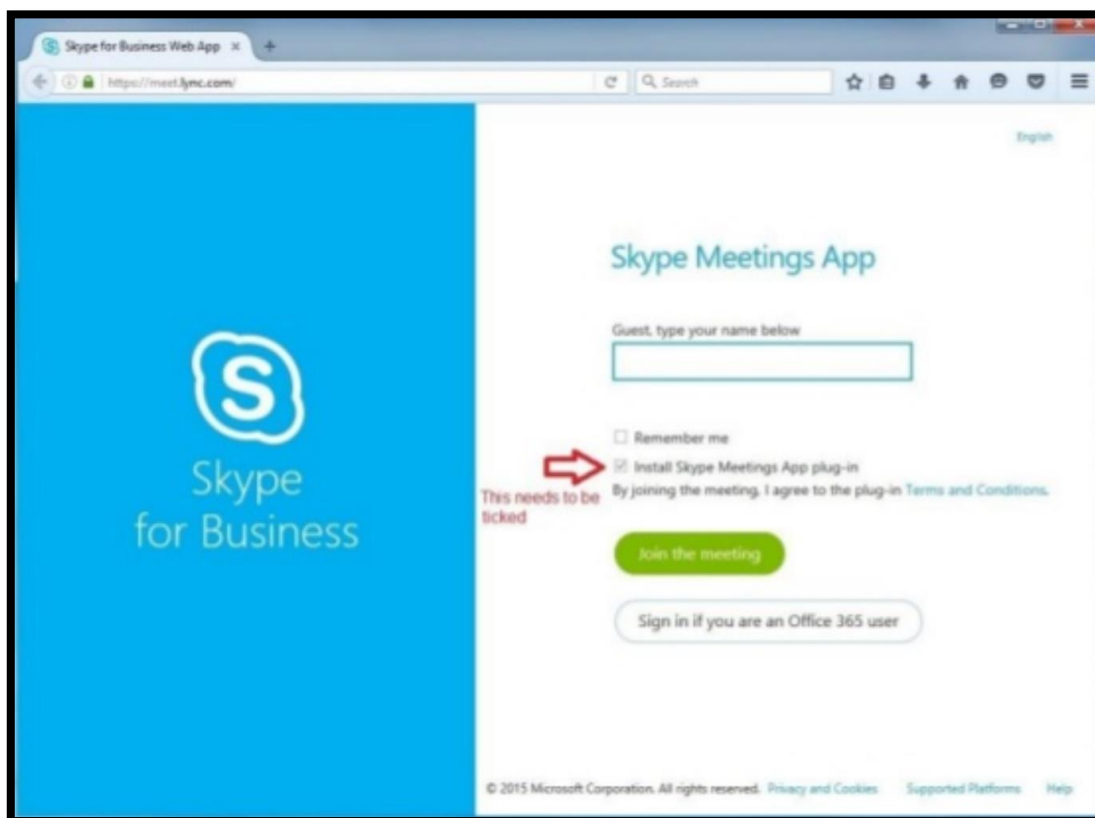 Skype for Business Web App
https://meet.lync.com/
Search
English
Skype Meetings App
Guest, type your name below
Remember me
Install Skype Meetings App plug-in
This needs to be
ticked
By joining the meeting, I agree to the plug-in Terms and Conditions.
S
Skype
for Business
Join the meeting
Sign in if you are an Office 365 user
© 2015 Microsoft Corporation. All rights reserved. Privacy and Cookies Supported Platforms Help